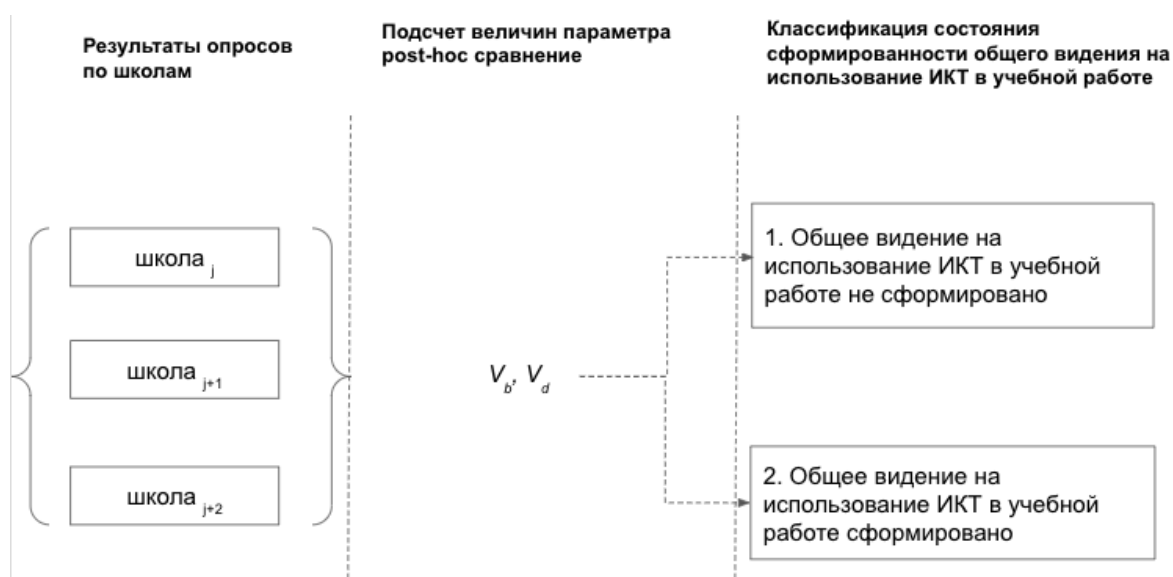 Результаты опросов
по школам
Подсчет величин параметра
post-hoc сравнение
Классификация состояния
сформированности общего видения на
использование ИКТ в учебной работе
школа j
школа j+1
школа j+2
V_b, V_d
1. Общее видение на
использование ИКТ в учебной
работе не сформировано
2. Общее видение на
использование ИКТ в учебной
работе сформировано